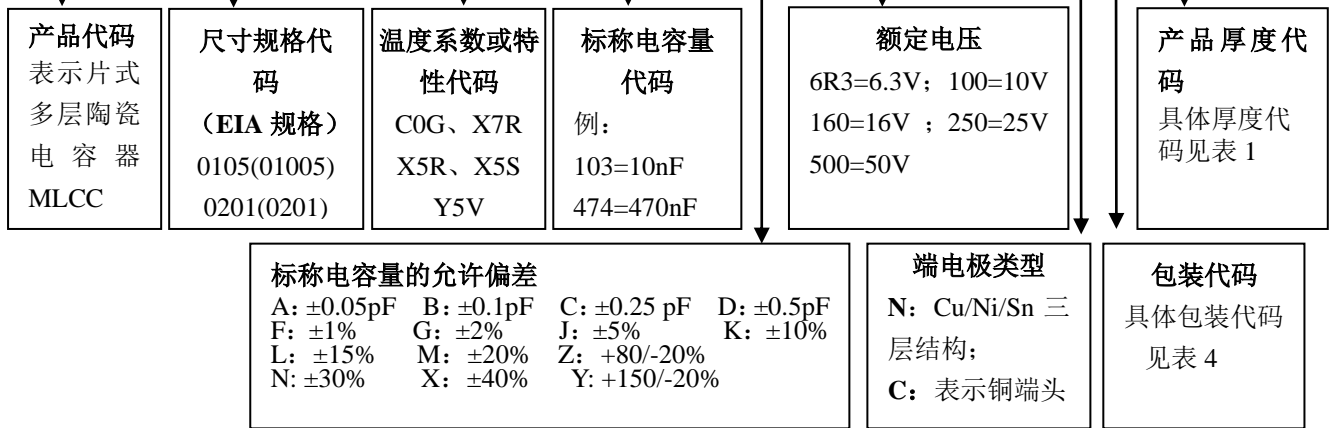 产品代码
表示片式
多层陶瓷
电容器
MLCC
尺寸规格代
码
（EIA 规格）
0105(01005)
0201(0201)
温度系数或特
性代码
C0G、X7R
X5R、X5S
Y5V
标称电容量
代码
例：
103=10nF
474=470nF
额定电压
6R3=6.3V；100=10V
160=16V ；250=25V
500=50V
产品厚度代
码
具体厚度代
码见表 1
标称电容量的允许偏差
A: ±0.05pF B: ±0.1pF C: ±0.25 pF D: ±0.5pF
F: ±1% G: ±2% J: ±5% K: ±10%
L: ±15% M: ±20% Z: +80/-20%
N: ±30% X: ±40% Y: +150/-20%
端电极类型
N：Cu/Ni/Sn 三
层结构；
C：表示铜端头
包装代码
具体包装代码
见表 4